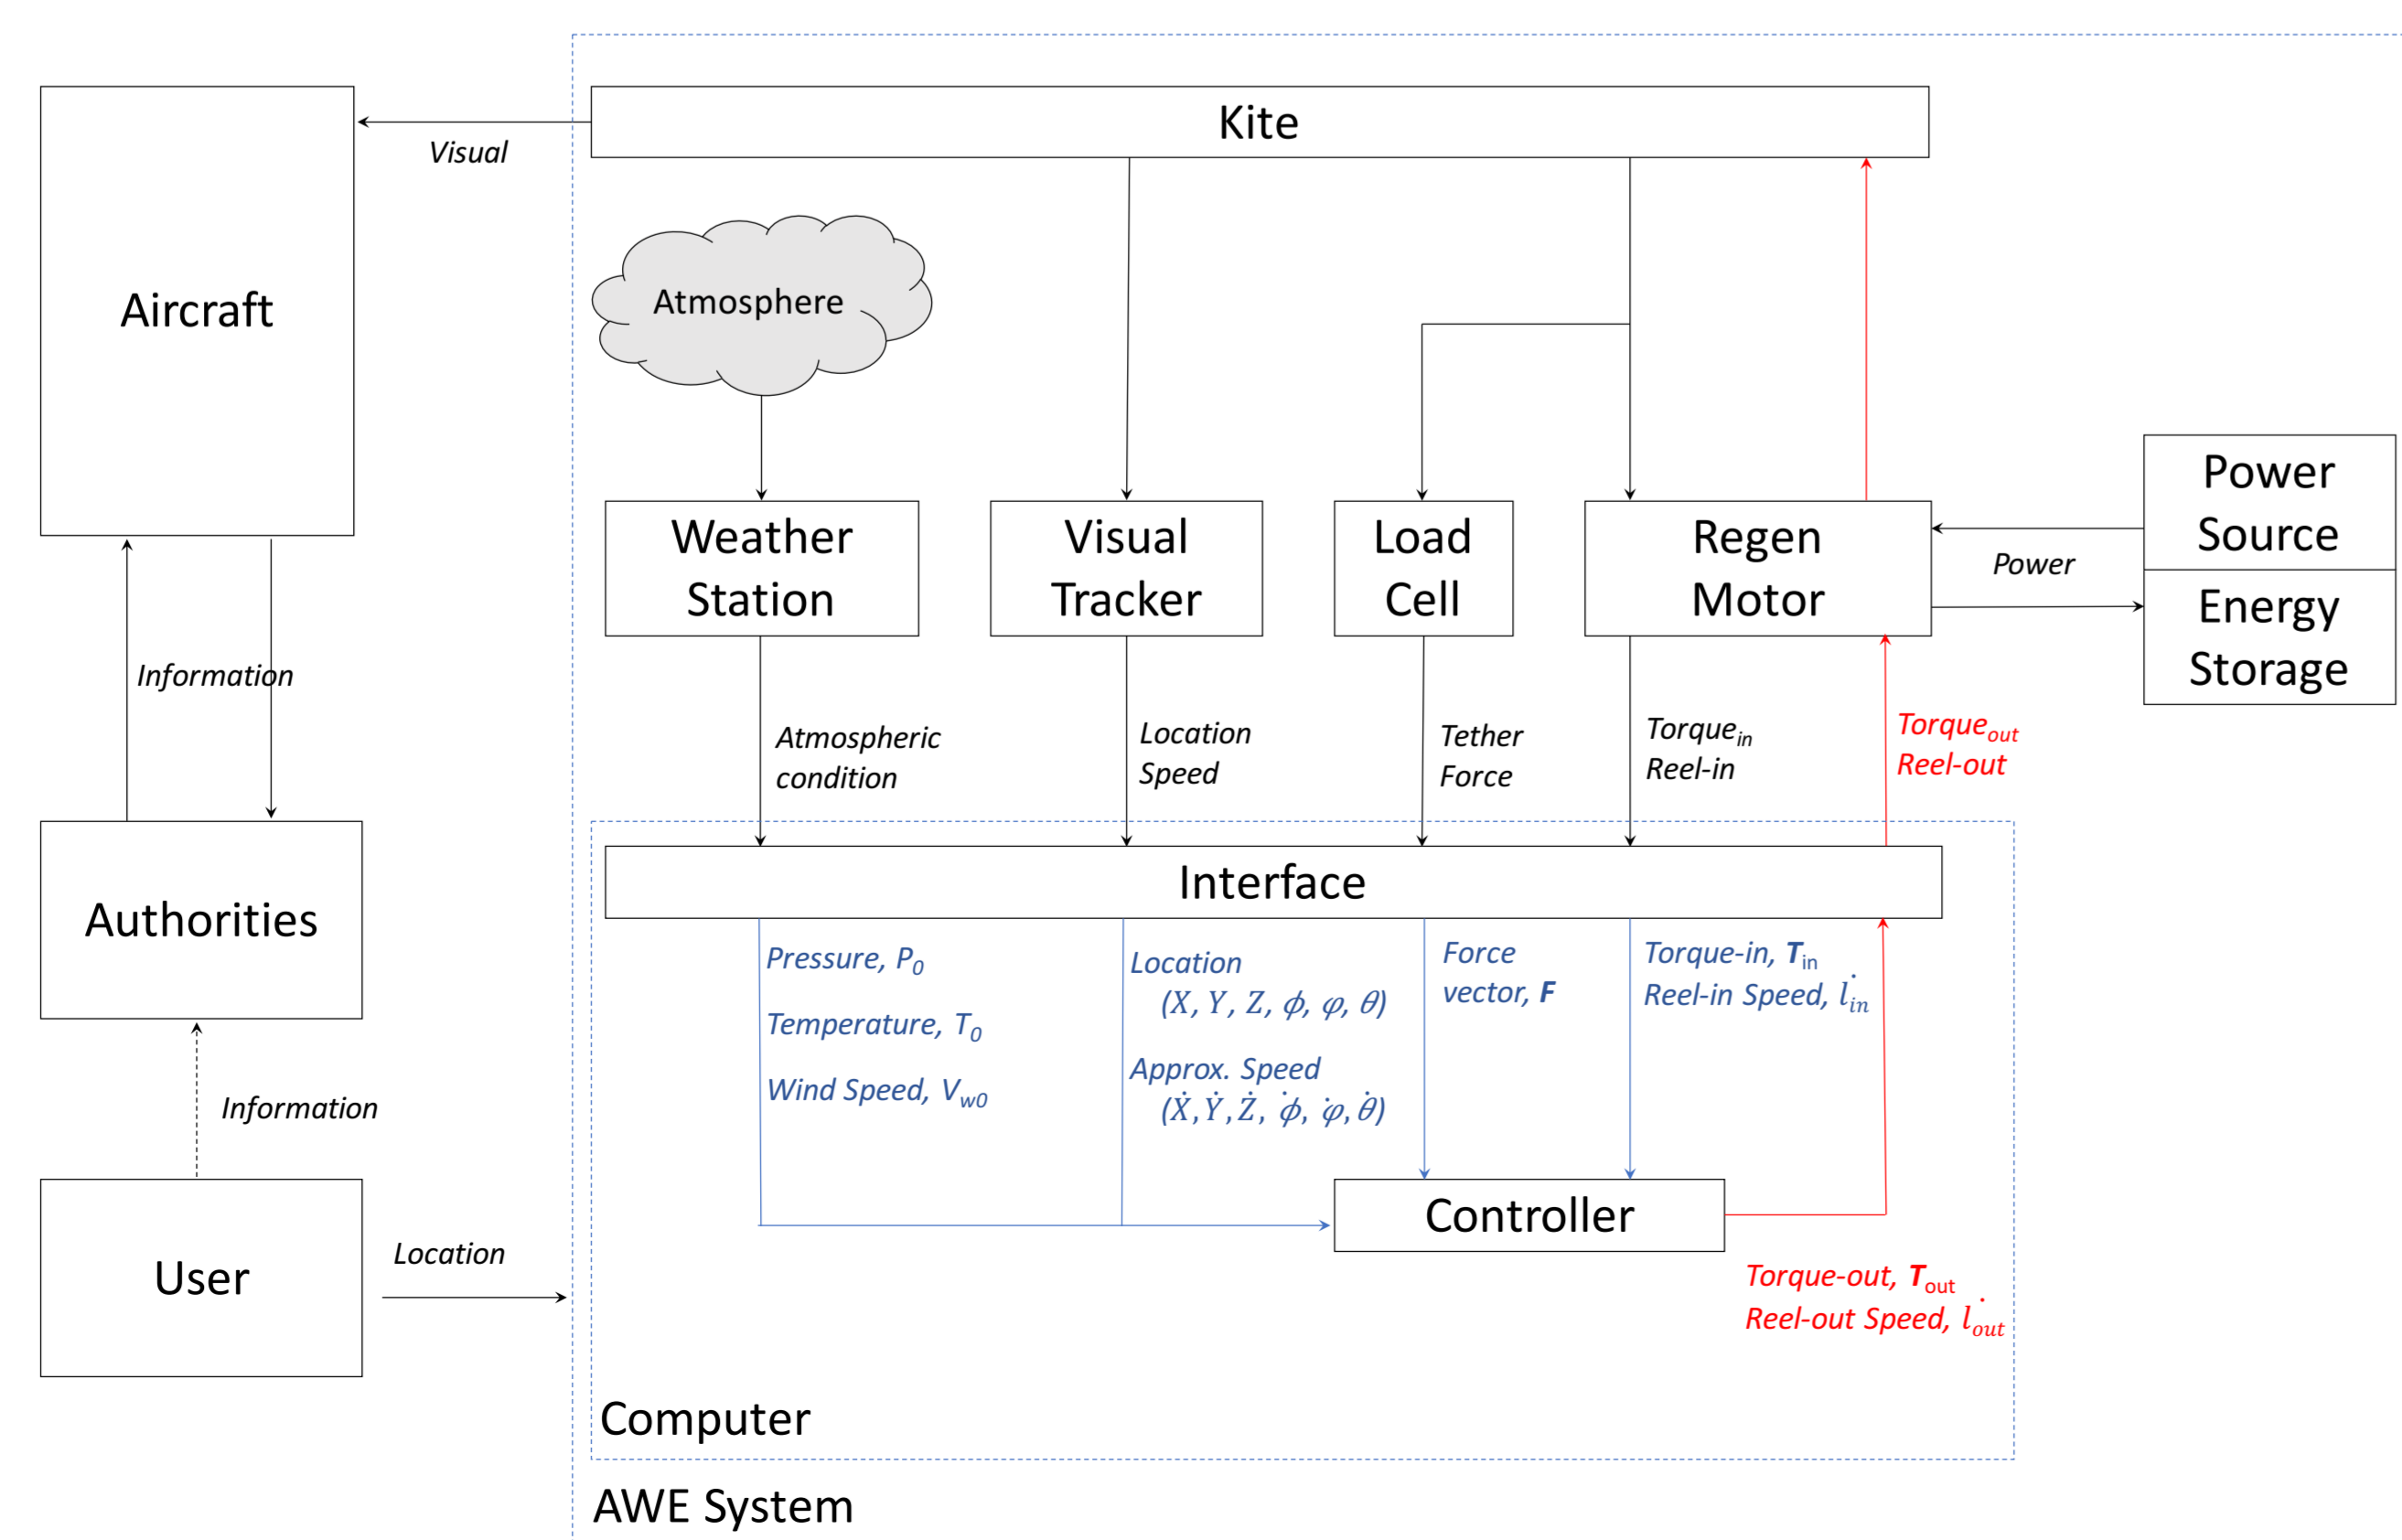 Kite
Visual
Aircraft
Atmosphere
Power
Source
Weather
Station
Visual
Tracker
Load
Cell
Regen
Motor
Power
Energy
Storage
Information
Atmospheric
condition
Location
Speed
Tether
Force
Torque_in
Reel-in
Torque_out
Reel-out
Interface
Authorities
Pressure, P_0
Temperature, T_0
Wind Speed, V_w0
Location
(X, Y, Z, ϕ, φ, θ)
Approx. Speed
(Ẋ, Ẏ, Ż, ϕ̇, φ̇, θ̇)
Force
vector, F
Torque-in, T_in
Reel-in Speed, l̇_in
Information
Controller
User
Location
Torque-out, T_out
Reel-out Speed, l̇_out
Computer
AWE System